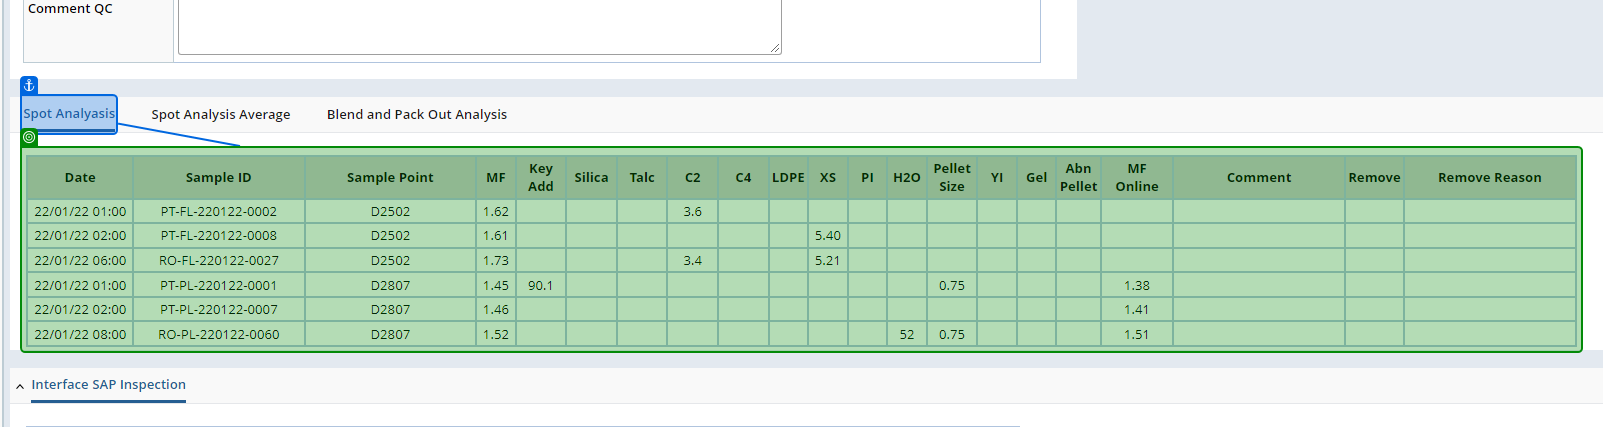 Comment QC
Spot Analyasis Spot Analysis Average Blend and Pack Out Analysis
Date Sample ID Sample Point MF Key Add Silica Talc C2 C4 LDPE XS PI H2O Pellet Size YI Gel Abn Pellet MF Online Comment Remove Remove Reason
22/01/22 01:00 PT-FL-220122-0002 D2502 1.62 3.6
22/01/22 02:00 PT-FL-220122-0008 D2502 1.61 5.40
22/01/22 06:00 RO-FL-220122-0027 D2502 1.73 3.4 5.21
22/01/22 01:00 PT-PL-220122-0001 D2807 1.45 90.1 0.75 1.38
22/01/22 02:00 PT-PL-220122-0007 D2807 1.46 1.41
22/01/22 08:00 RO-PL-220122-0060 D2807 1.52 52 0.75 1.51
Interface SAP Inspection